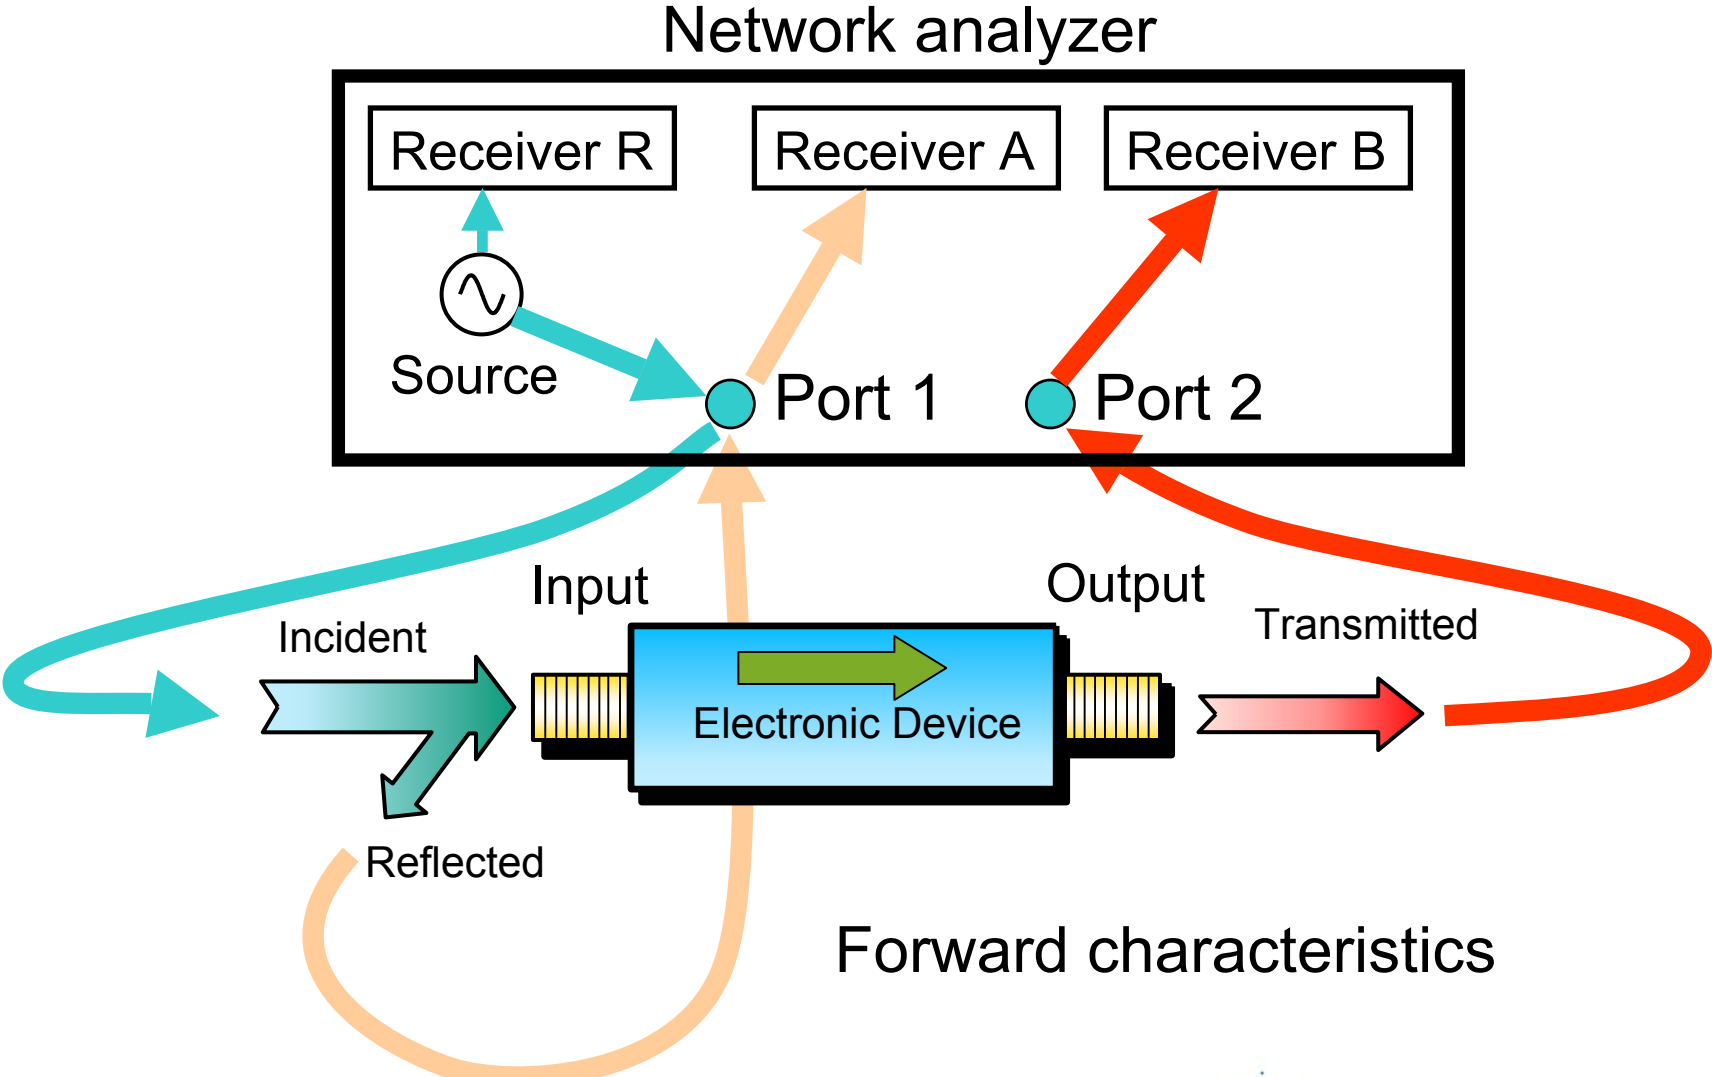 Network analyzer
Receiver R
Receiver A
Receiver B
Source
Port 1
Port 2
Input
Output
Incident
Transmitted
Electronic Device
Reflected
Forward characteristics